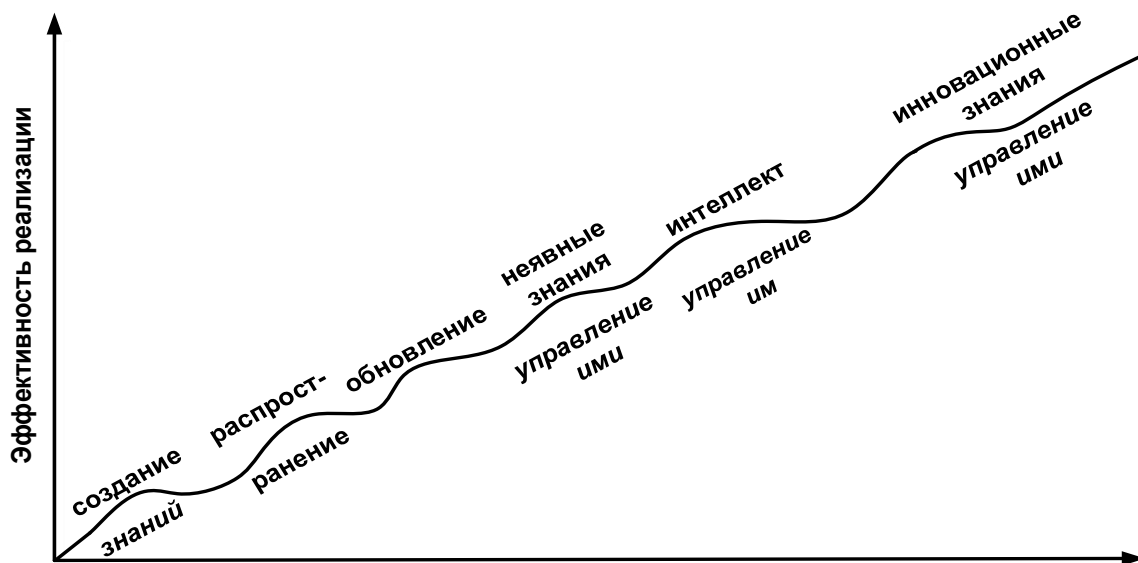 Эффективность реализации
создание
знаний
распрост-
ранение
обновление
неявные
знания
управление
ими
интеллект
управление
им
инновационные
знания
управление
ими